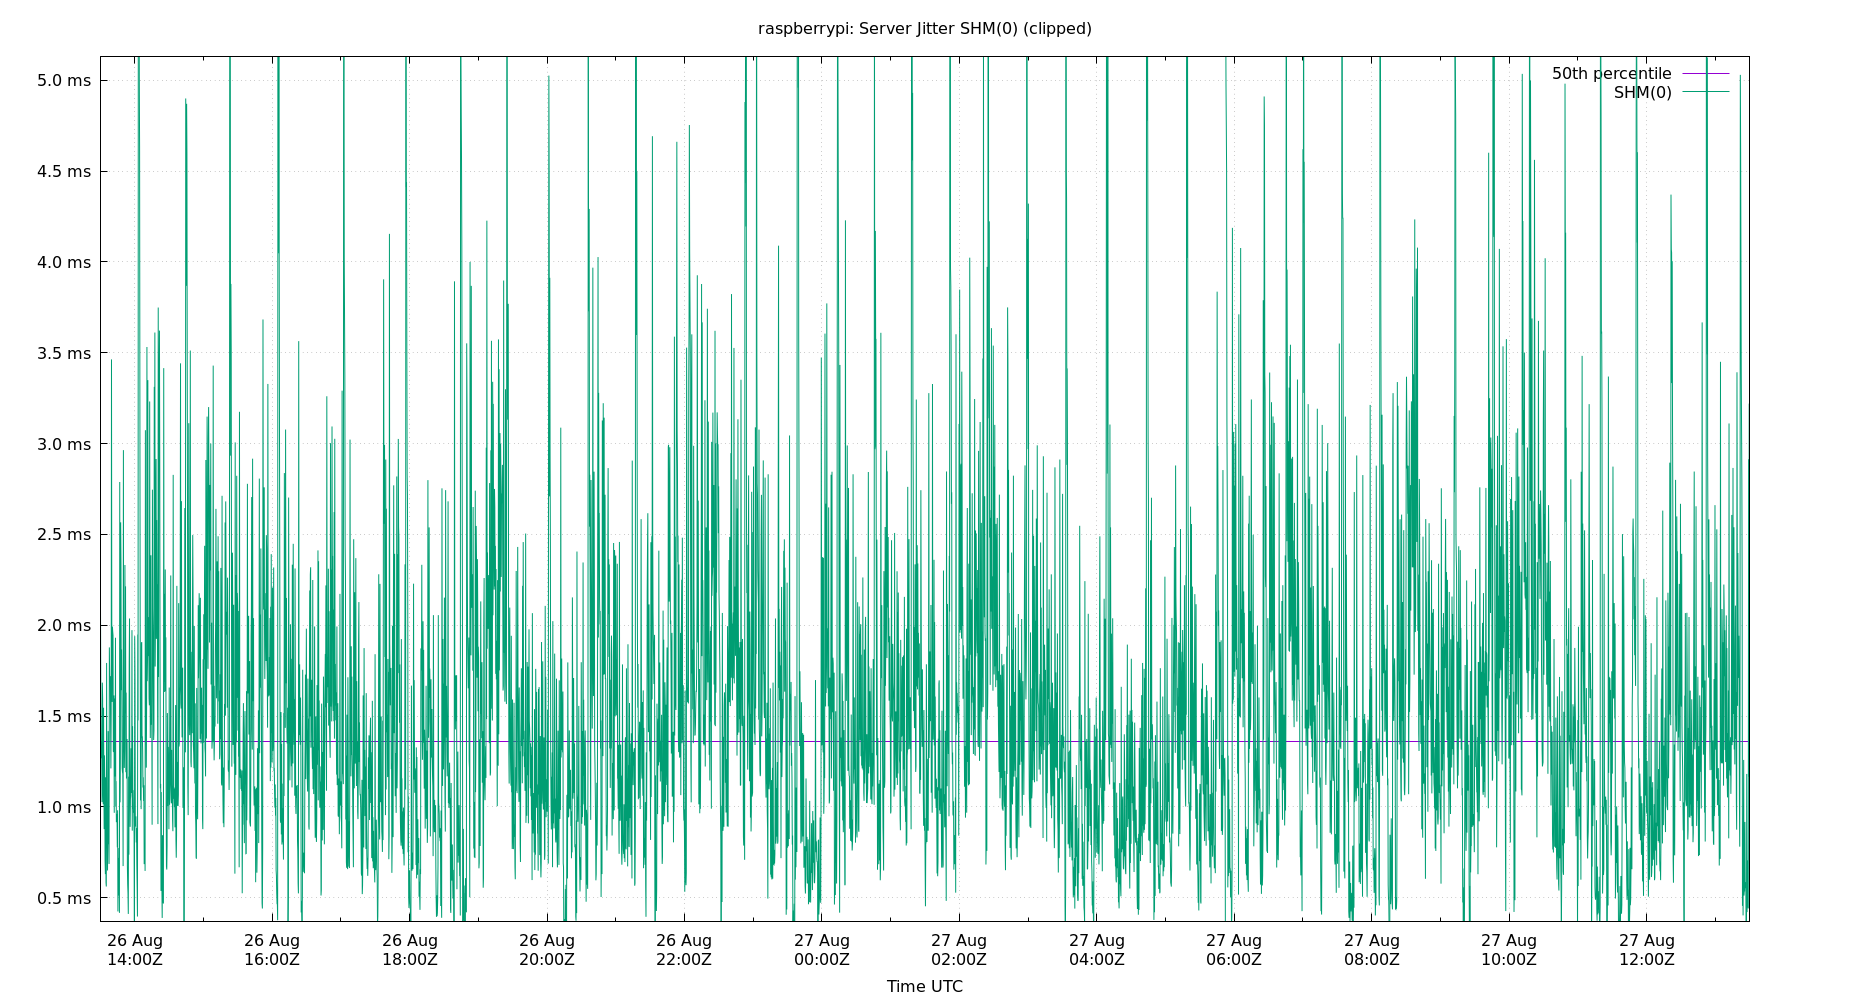 raspberrypi: Server Jitter SHM(0) (clipped)
50th percentile
SHM(0)
5.0 ms
4.5 ms
4.0 ms
3.5 ms
3.0 ms
2.5 ms
2.0 ms
1.5 ms
1.0 ms
0.5 ms
26 Aug 26 Aug 26 Aug 26 Aug 26 Aug 27 Aug 27 Aug 27 Aug 27 Aug 27 Aug 27 Aug 27 Aug
14:00Z 16:00Z 18:00Z 20:00Z 22:00Z 00:00Z 02:00Z 04:00Z 06:00Z 08:00Z 10:00Z 12:00Z
Time UTC